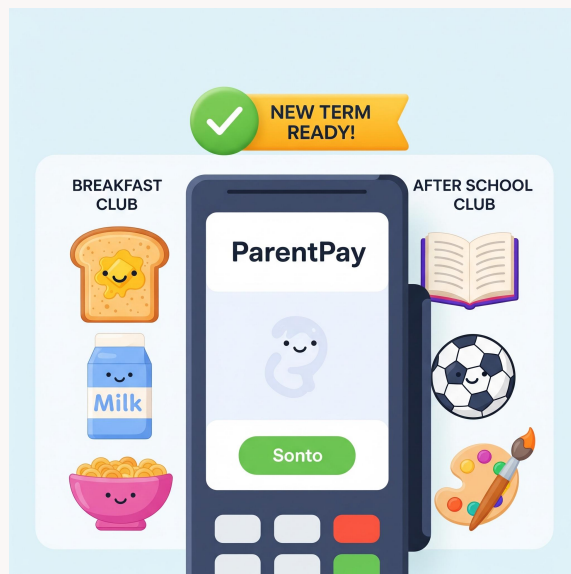 NEW TERM
READY!
BREAKFAST
CLUB
AFTER SCHOOL
CLUB
ParentPay
Milk
Sonto